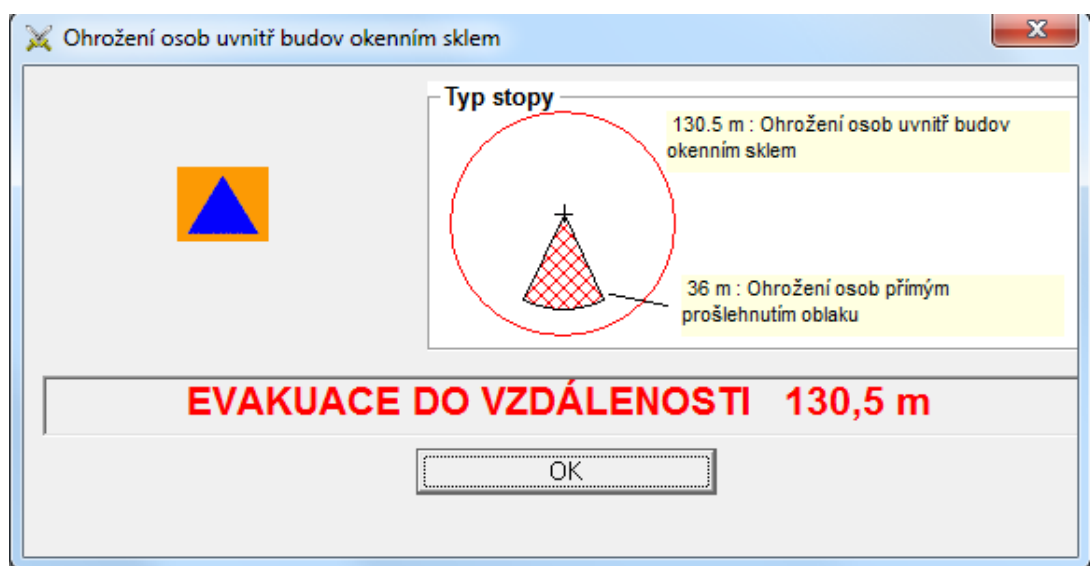 Ohrožení osob uvnitř budov okenním sklem
Typ stopy
130.5 m : Ohrožení osob uvnitř budov
okenním sklem
36 m : Ohrožení osob přímým
prošlehnutím oblaku
EVAKUACE DO VZDÁLENOSTI 130,5 m
OK